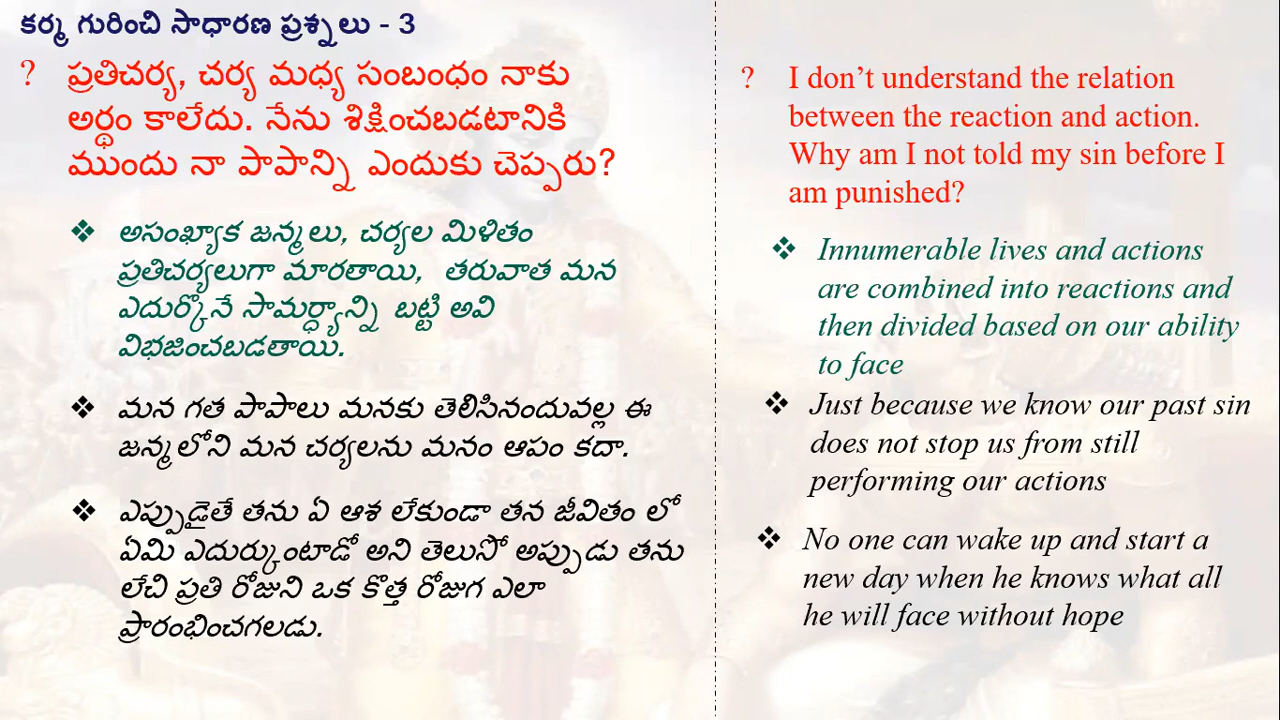 కర్మ గురించి సాధారణ ప్రశ్నలు - 3
? ప్రతిచర్య, చర్య మధ్య సంబంధం నాకు
అర్థం కాలేదు. నేను శిక్షించబడటానికి
ముందు నా పాపాన్ని ఎందుకు చెప్పరు?
❖ అసంఖ్యాక జన్మలు, చర్యల మిళితం
ప్రతిచర్యలుగా మారతాయి, తరువాత మన
ఎదుర్కొనే సామర్ధ్యాన్ని బట్టి అవి
విభజించబడతాయి.
❖ మన గత పాపాలు మనకు తెలిసినందువల్ల ఈ
జన్మలోని మన చర్యలను మనం ఆపం కదా.
❖ ఎప్పుడైతే తను ఏ ఆశ లేకుండా తన జీవితం లో
ఏమి ఎదుర్కుంటాడో అని తెలుసో అప్పుడు తను
లేచి ప్రతి రోజుని ఒక కొత్త రోజుగ ఎలా
ప్రారంభించగలడు.
? I don’t understand the relation
between the reaction and action.
Why am I not told my sin before I
am punished?
❖ Innumerable lives and actions
are combined into reactions and
then divided based on our ability
to face
❖ Just because we know our past sin
does not stop us from still
performing our actions
❖ No one can wake up and start a
new day when he knows what all
he will face without hope